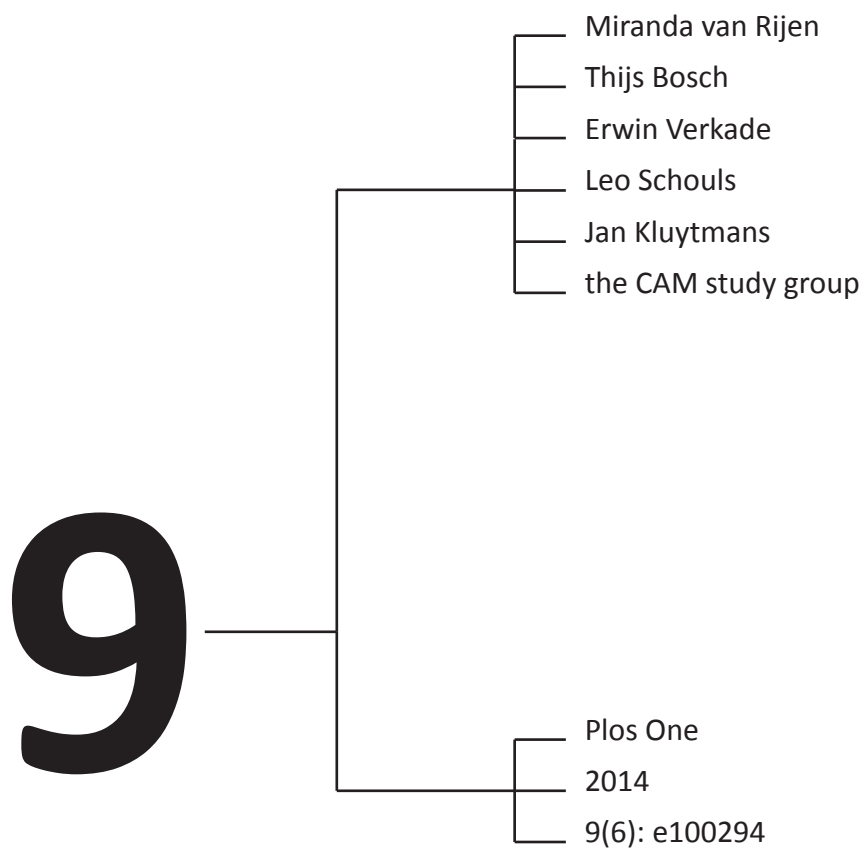 Miranda van Rijen
Thijs Bosch
Erwin Verkade
Leo Schouls
Jan Kluytmans
the CAM study group
9
Plos One
2014
9(6): e100294